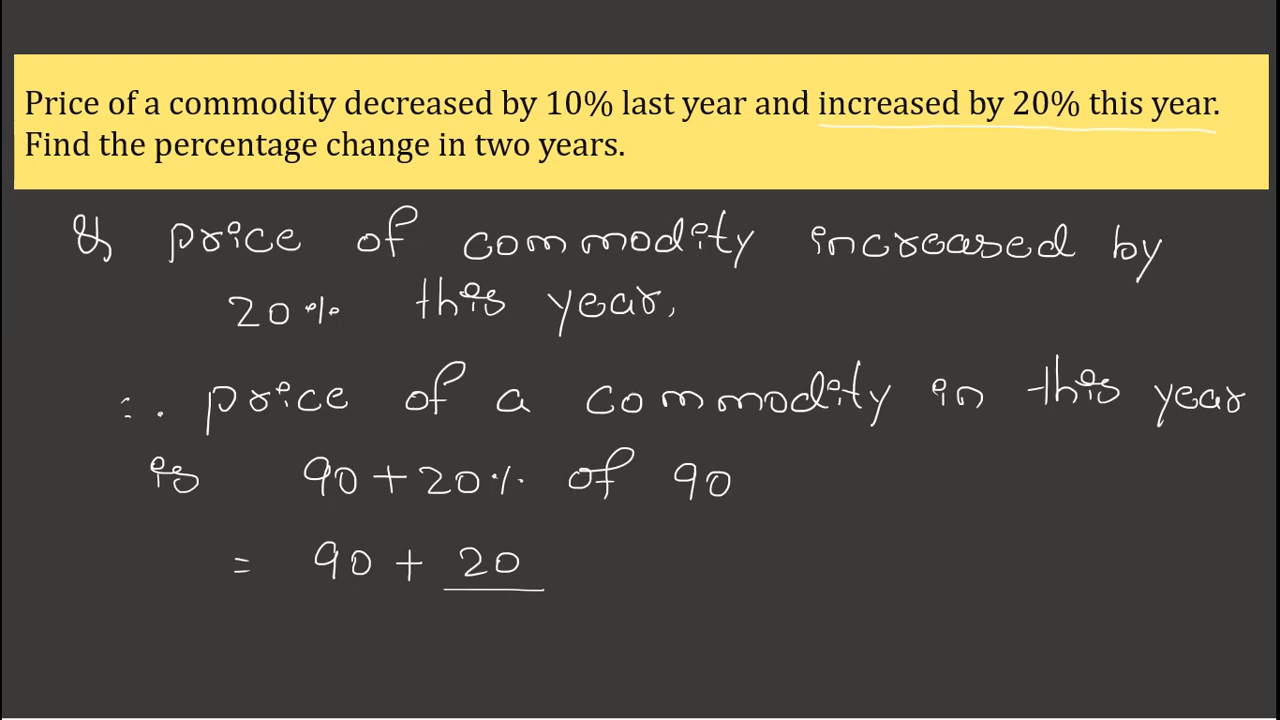 Price of a commodity decreased by 10% last year and increased by 20% this year.
Find the percentage change in two years.
price of commodity increased by
20% this year,
∴ price of a commodity in this year
is 90 + 20% of 90
= 90 + 20